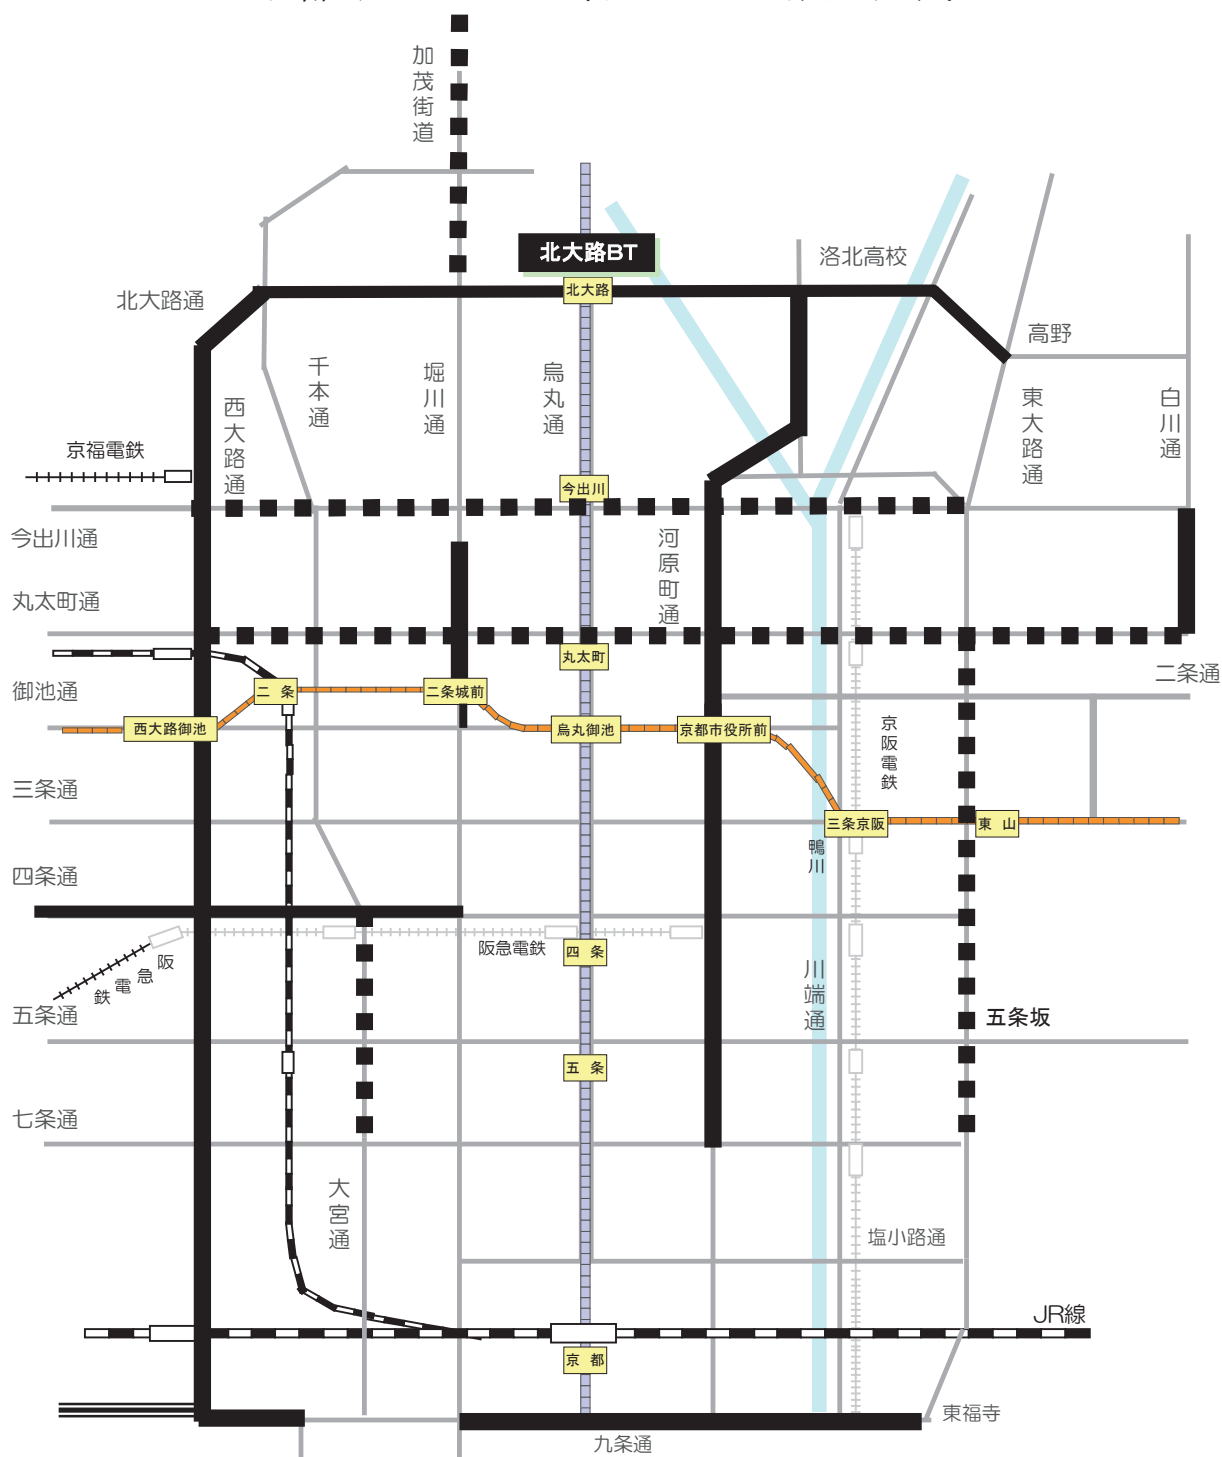 加茂街道
北大路BT
洛北高校
北大路通
北大路
高野
千本通
堀川通
烏丸通
西大路通
東大路通
白川通
京福電鉄
今出川
今出川通
河原町通
丸太町通
丸太町
二条通
御池通
二 条
二条城前
西大路御池
烏丸御池
京都市役所前
京阪電鉄
三条通
三条京阪
東 山
鴨川
四条通
阪急電鉄
阪急電鉄
四 条
川端通
五条通
五条坂
五 条
七条通
大宮通
塩小路通
JR線
京 都
東福寺
九条通